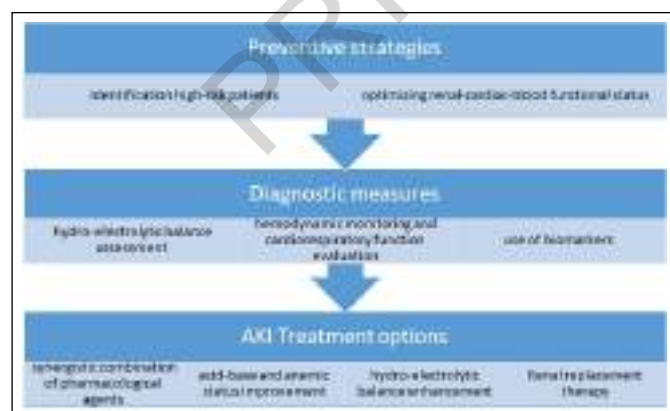 Preventive strategies
identification high-risk patients
optimizing renal-cardiac-blood functional status
Diagnostic measures
hydro-electrolytic balance
assessment
hemodynamic monitoring and
cardiorespiratory function
evaluation
use of biomarkers
AKI Treatment options
synergistic combination
of pharmacological
agents
acid-base and anemic
status improvement
hydro-electrolytic
balance enhancement
Renal replacement
therapy